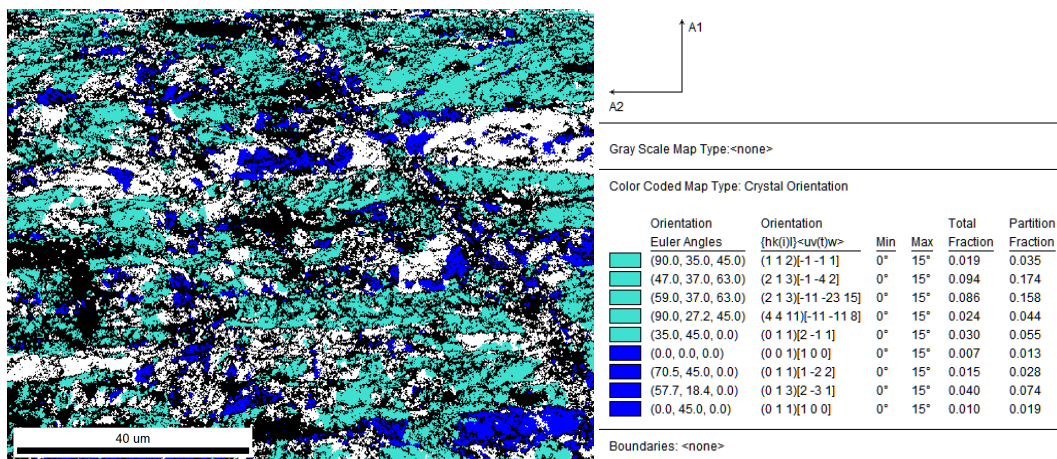 A1
A2
40 um
Gray Scale Map Type:<none>
Color Coded Map Type: Crystal Orientation
Orientation Orientation Total Partition
Euler Angles {hk(i)l}<uv(t)w> Min Max Fraction Fraction
(90.0, 35.0, 45.0) (1 1 2)[-1 -1 1] 0° 15° 0.019 0.035
(47.0, 37.0, 63.0) (2 1 3)[-1 -4 2] 0° 15° 0.094 0.174
(59.0, 37.0, 63.0) (2 1 3)[-11 -23 15] 0° 15° 0.086 0.158
(90.0, 27.2, 45.0) (4 4 11)[-11 -11 8] 0° 15° 0.024 0.044
(35.0, 45.0, 0.0) (0 1 1)[2 -1 1] 0° 15° 0.030 0.055
(0.0, 0.0, 0.0) (0 0 1)[1 0 0] 0° 15° 0.007 0.013
(70.5, 45.0, 0.0) (0 1 1)[1 -2 2] 0° 15° 0.015 0.028
(57.7, 18.4, 0.0) (0 1 3)[2 -3 1] 0° 15° 0.040 0.074
(0.0, 45.0, 0.0) (0 1 1)[1 0 0] 0° 15° 0.010 0.019
Boundaries: <none>